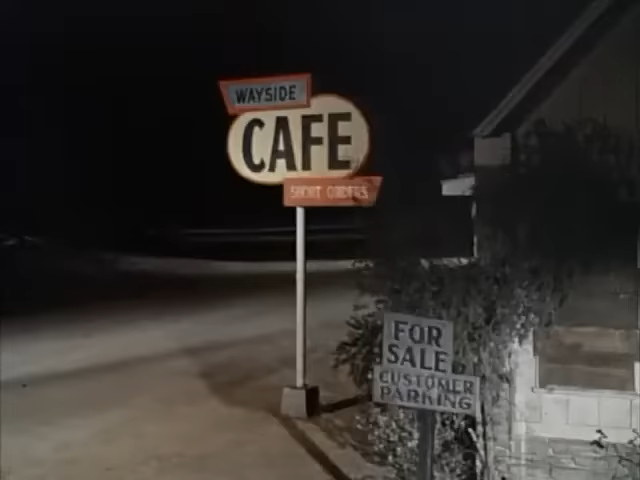 WAYSIDE
CAFE
SHORT ORDERS
FOR
SALE
CUSTOMER
PARKING